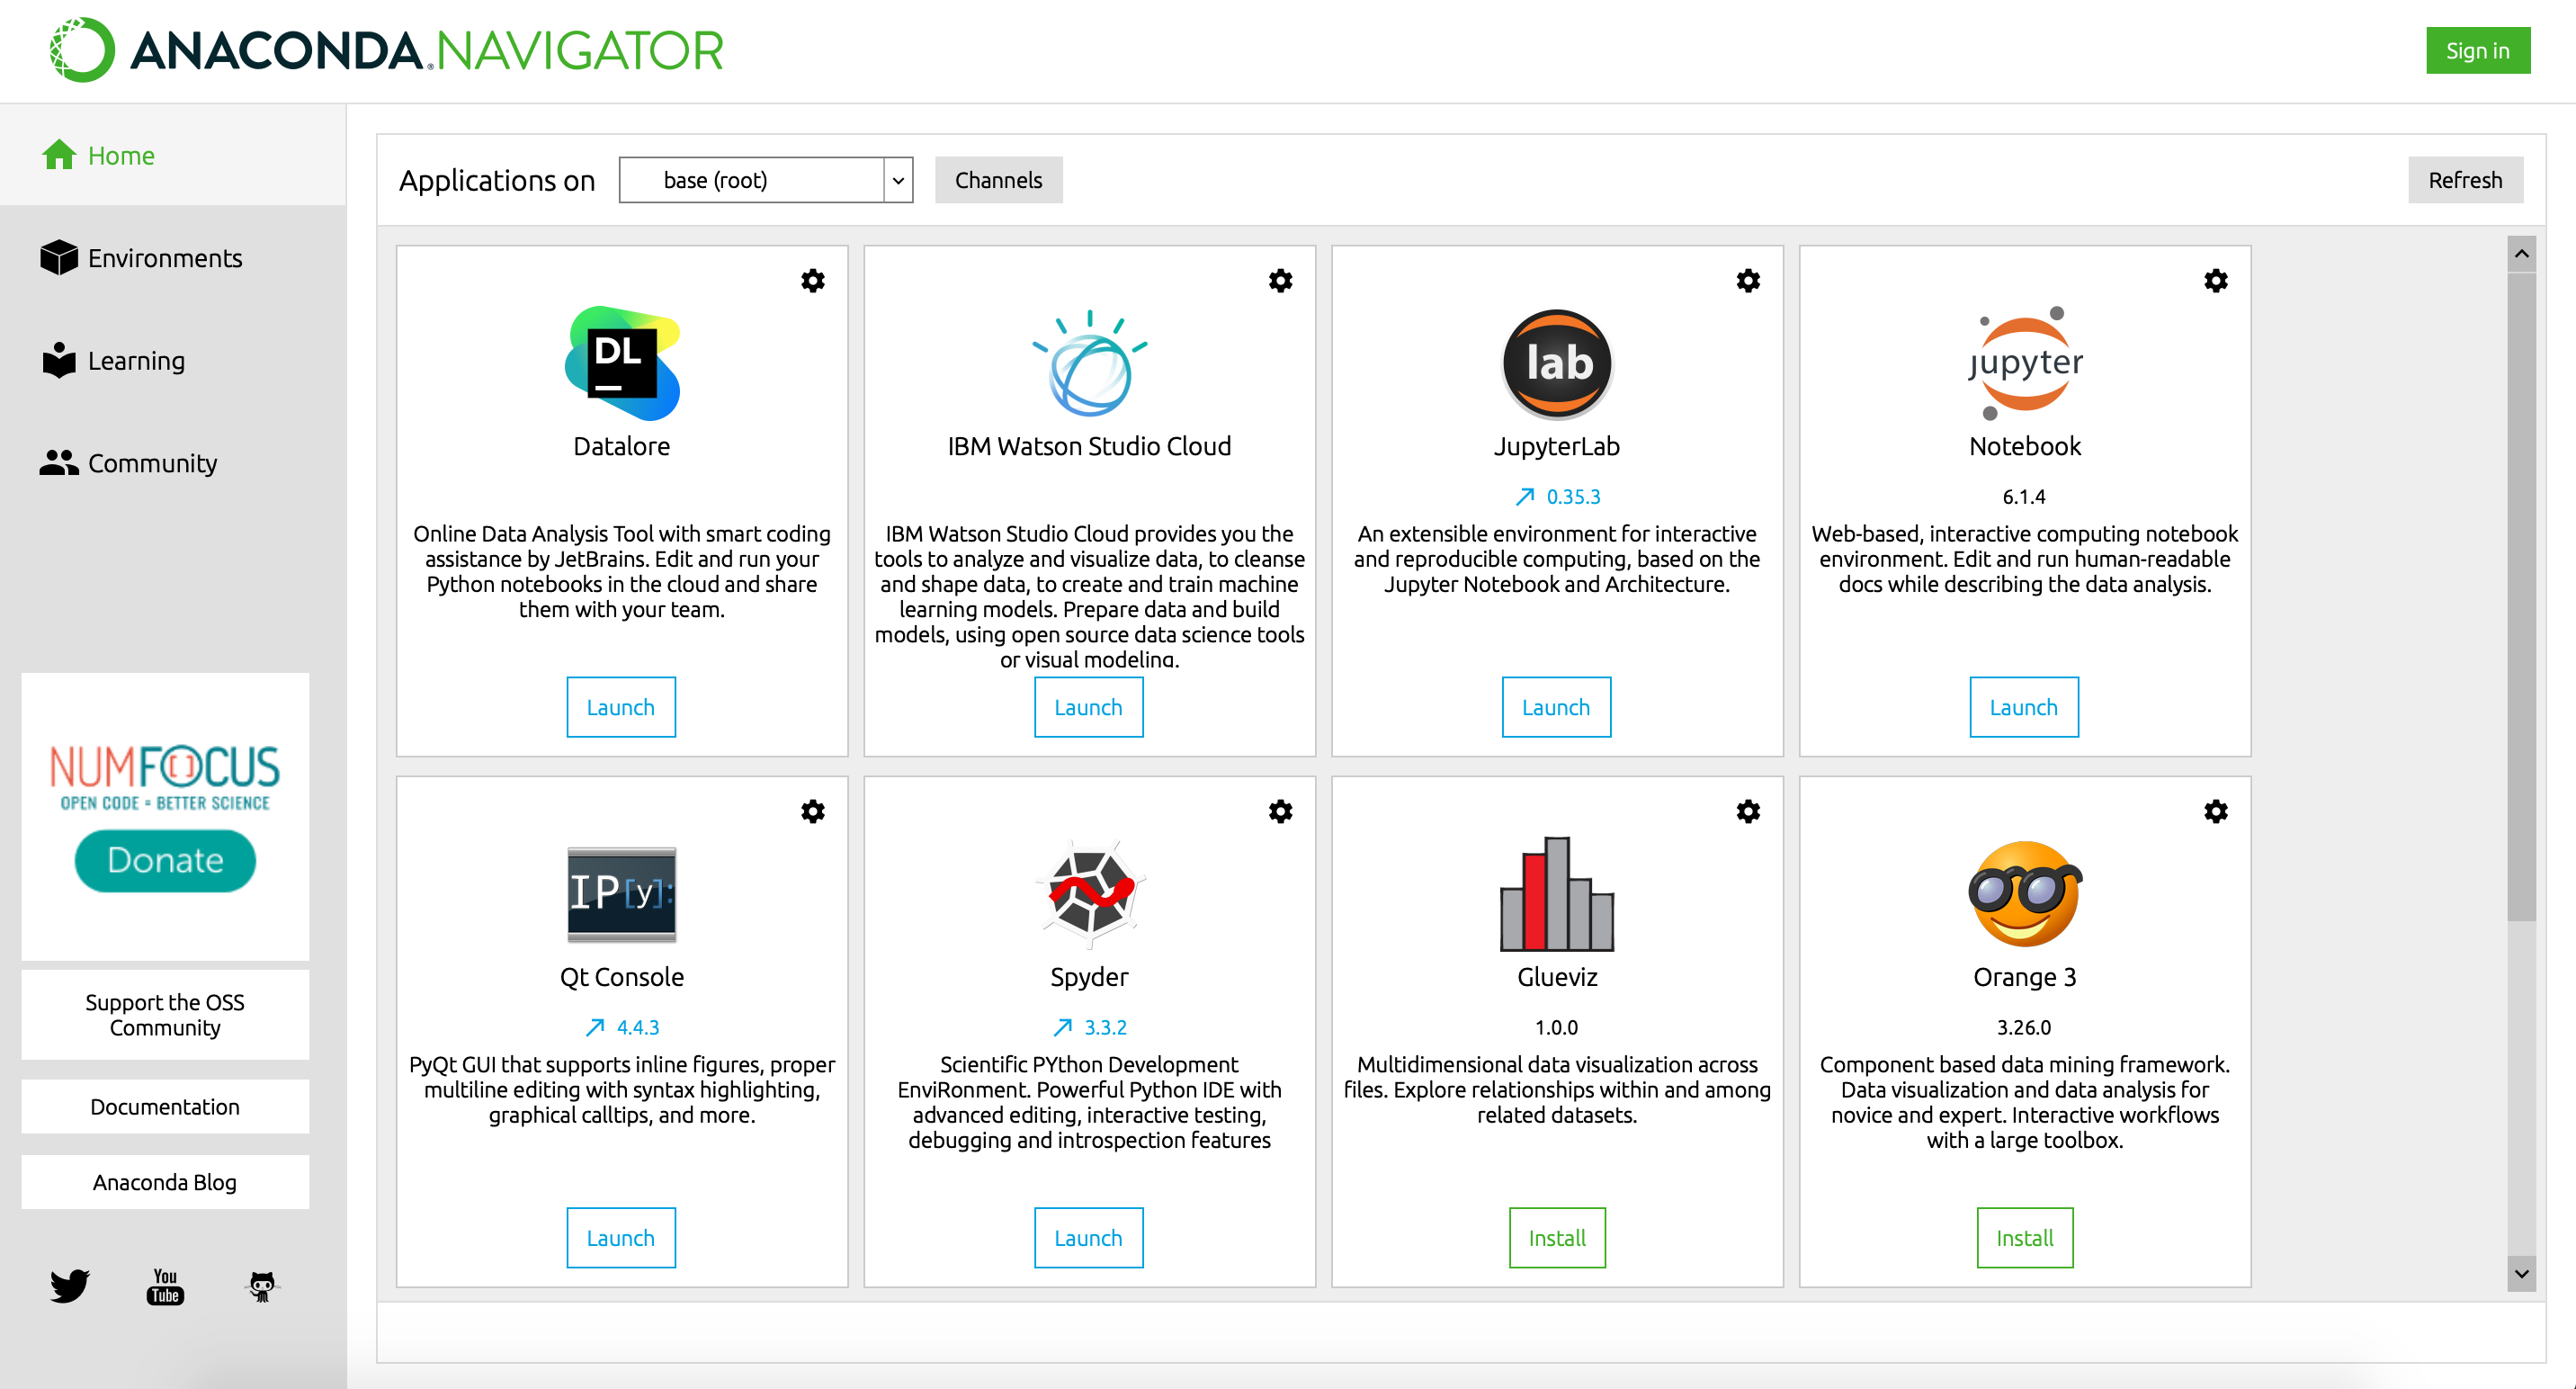 ANACONDA.NAVIGATOR
Sign in
Home
Environments
Learning
Community
NUMFOCUS
OPEN CODE = BETTER SCIENCE
Donate
Support the OSS
Community
Documentation
Anaconda Blog
You
Tube
Applications on
base (root)
Channels
Refresh
DL
Datalore
Online Data Analysis Tool with smart coding
assistance by JetBrains. Edit and run your
Python notebooks in the cloud and share
them with your team.
Launch
IBM Watson Studio Cloud
IBM Watson Studio Cloud provides you the
tools to analyze and visualize data, to cleanse
and shape data, to create and train machine
learning models. Prepare data and build
models, using open source data science tools
or visual modeling.
Launch
lab
JupyterLab
0.35.3
An extensible environment for interactive
and reproducible computing, based on the
Jupyter Notebook and Architecture.
Launch
jupyter
Notebook
6.1.4
Web-based, interactive computing notebook
environment. Edit and run human-readable
docs while describing the data analysis.
Launch
IP[y]:
Qt Console
4.4.3
PyQt GUI that supports inline figures, proper
multiline editing with syntax highlighting,
graphical calltips, and more.
Launch
Spyder
3.3.2
Scientific PYthon Development
EnviRonment. Powerful Python IDE with
advanced editing, interactive testing,
debugging and introspection features
Launch
Glueviz
1.0.0
Multidimensional data visualization across
files. Explore relationships within and among
related datasets.
Install
Orange 3
3.26.0
Component based data mining framework.
Data visualization and data analysis for
novice and expert. Interactive workflows
with a large toolbox.
Install